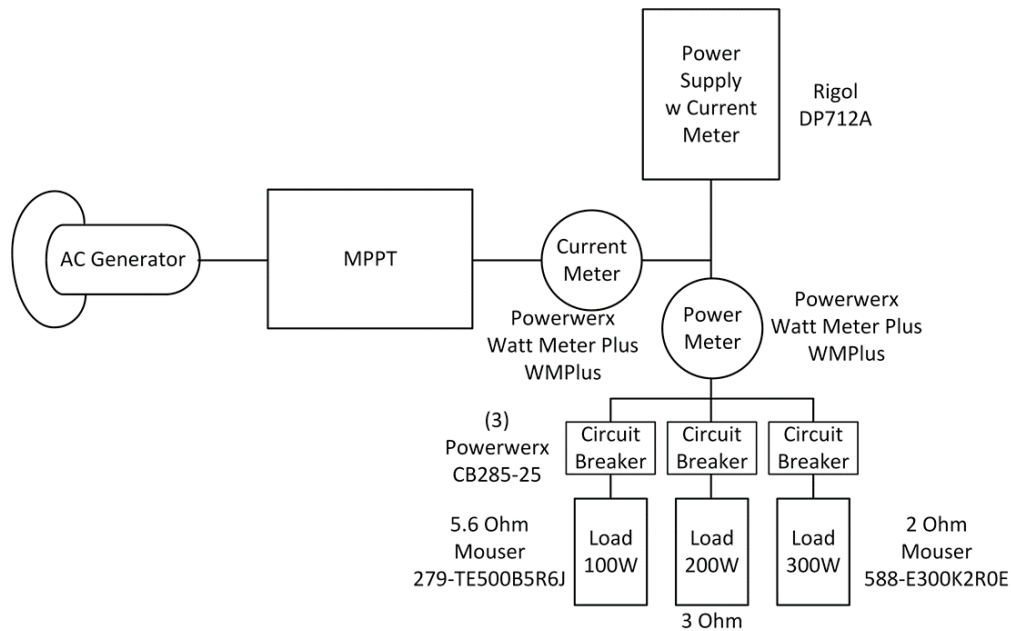 Power
Supply
w Current
Meter
Rigol
DP712A
AC Generator
MPPT
Current
Meter
Powerwerx
Watt Meter Plus
WMPlus
Power
Meter
Powerwerx
Watt Meter Plus
WMPlus
(3)
Powerwerx
CB285-25
Circuit
Breaker
Circuit
Breaker
Circuit
Breaker
5.6 Ohm
Mouser
279-TE500B5R6J
Load
100W
Load
200W
Load
300W
2 Ohm
Mouser
588-E300K2R0E
3 Ohm